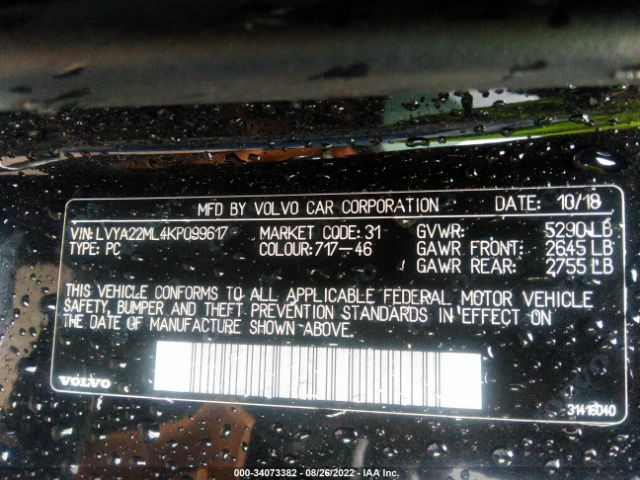 MFD BY VOLVO CAR CORPORATION DATE: 10/18
VIN: LVYA22ML4KP099617 MARKET CODE: 31 GVWR: 5290 LB
TYPE: PC COLOUR: 717-46 GAWR FRONT: 2645 LB
GAWR REAR: 2755 LB
THIS VEHICLE CONFORMS TO ALL APPLICABLE FEDERAL MOTOR VEHICLE
SAFETY, BUMPER AND THEFT PREVENTION STANDARDS IN EFFECT ON
THE DATE OF MANUFACTURE SHOWN ABOVE.
VOLVO
31416040
000-34073382 - 08/26/2022 - IAA Inc.